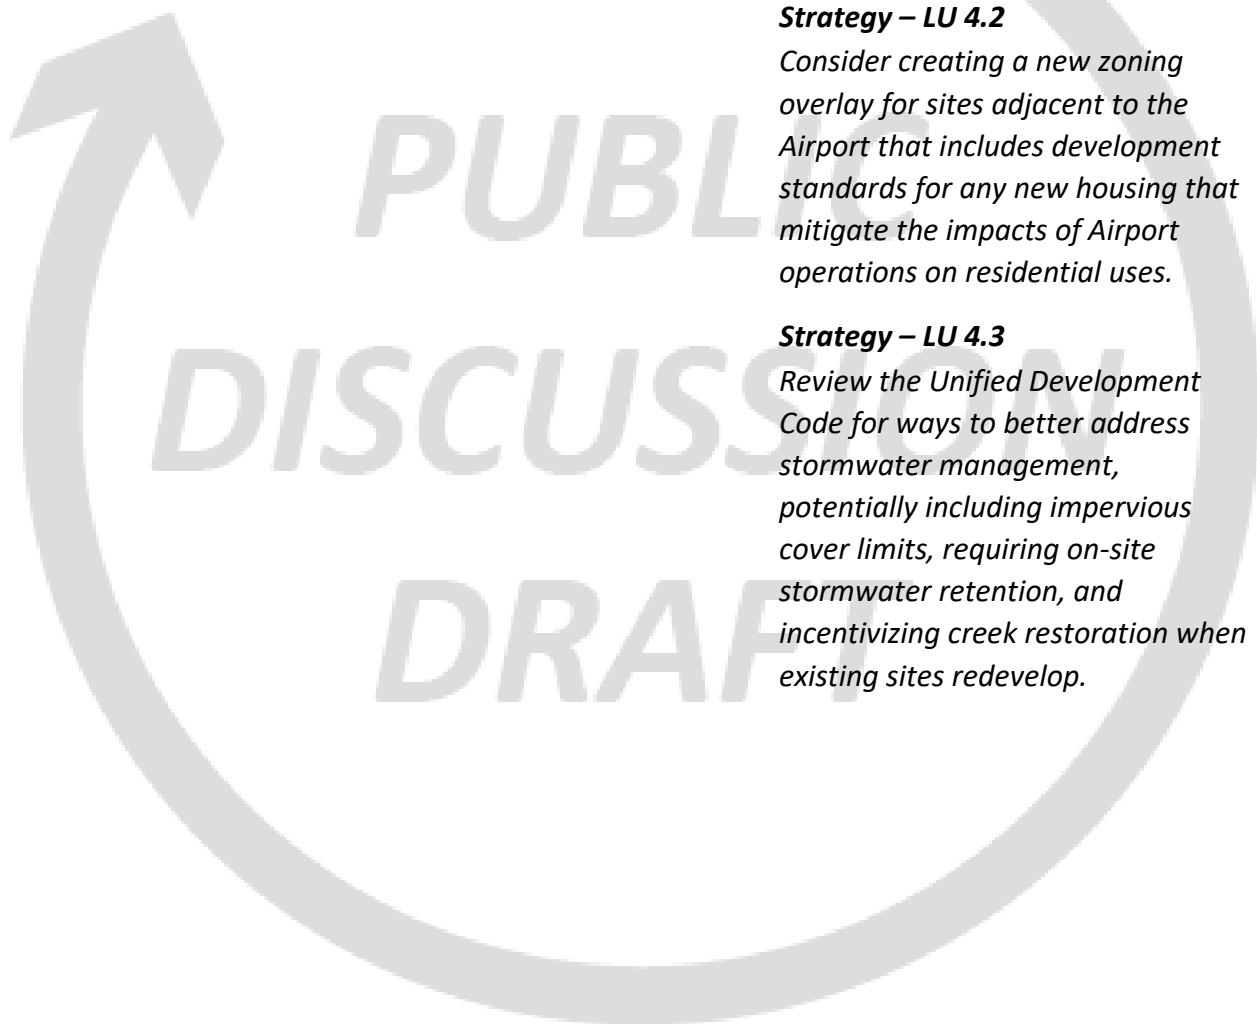 Strategy – LU 4.2
Consider creating a new zoning
overlay for sites adjacent to the
Airport that includes development
standards for any new housing that
mitigate the impacts of Airport
operations on residential uses.
Strategy – LU 4.3
Review the Unified Development
Code for ways to better address
stormwater management,
potentially including impervious
cover limits, requiring on-site
stormwater retention, and
incentivizing creek restoration when
existing sites redevelop.
PUBLIC
DISCUSSION
DRAFT